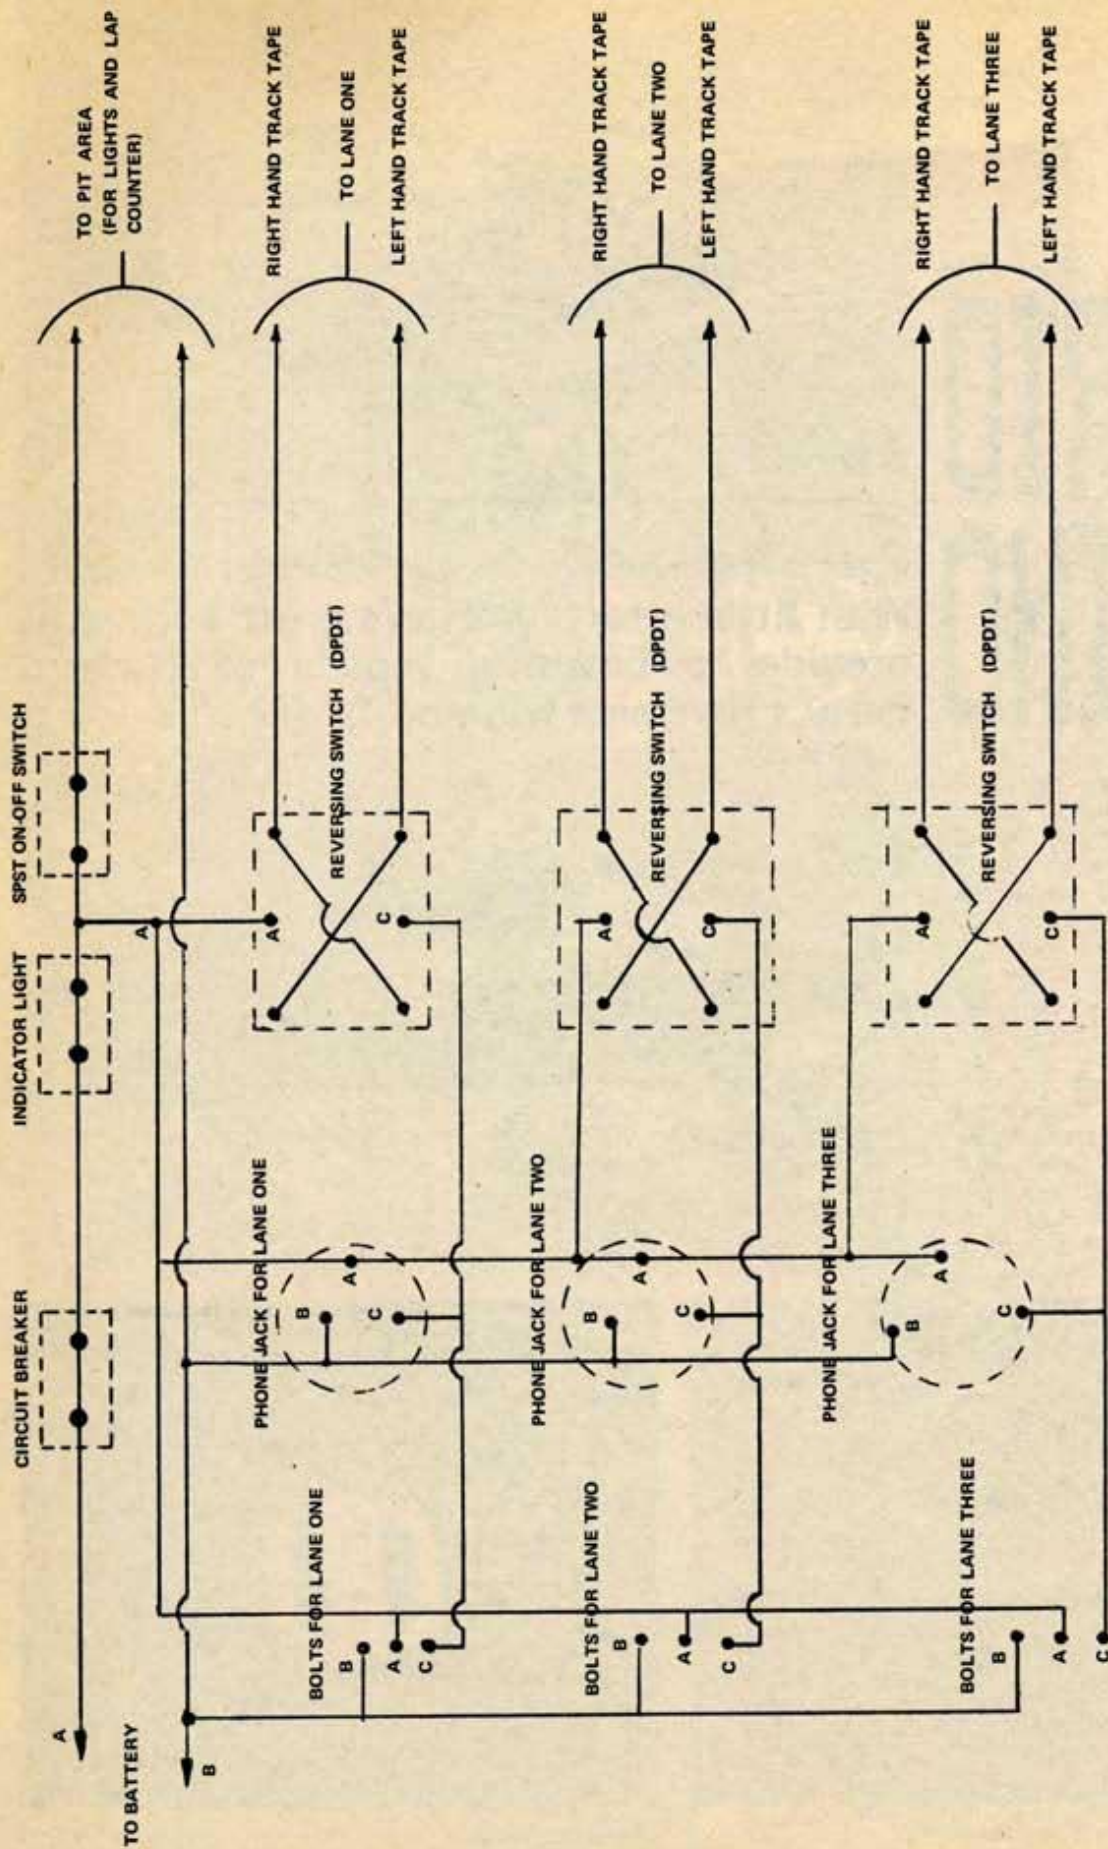 CIRCUIT BREAKER
INDICATOR LIGHT
SPST ON-OFF SWITCH
A
TO BATTERY
B
A
TO PIT AREA
(FOR LIGHTS AND LAP
COUNTER)
PHONE JACK FOR LANE ONE
BOLTS FOR LANE ONE
B
A
C
B
A
C
A
C
REVERSING SWITCH (DPDT)
RIGHT HAND TRACK TAPE
TO LANE ONE
LEFT HAND TRACK TAPE
PHONE JACK FOR LANE TWO
BOLTS FOR LANE TWO
B
A
C
B
A
C
A
C
REVERSING SWITCH (DPDT)
RIGHT HAND TRACK TAPE
TO LANE TWO
LEFT HAND TRACK TAPE
PHONE JACK FOR LANE THREE
BOLTS FOR LANE THREE
B
A
C
B
A
C
A
C
REVERSING SWITCH (DPDT)
RIGHT HAND TRACK TAPE
TO LANE THREE
LEFT HAND TRACK TAPE